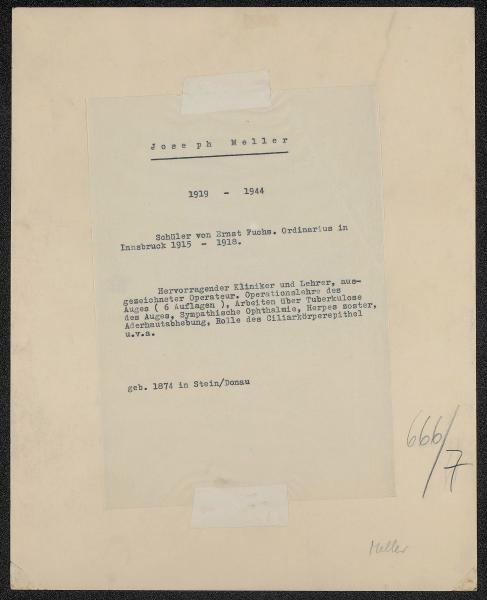 Joseph Meller
1919 - 1944
Schüler von Ernst Fuchs. Ordinarius in
Innsbruck 1915 - 1918.
Hervorragender Kliniker und Lehrer, aus-
gezeichneter Operateur. Operationslehre des
Auges ( 6 Auflagen ), Arbeiten über Tuberkulose
des Auges, Sympathische Ophthalmie, Herpes zoster,
Aderhautabhebung, Rolle des Ciliarkörperepithel
u.v.a.
geb. 1874 in Stein/Donau
666/7
Meller